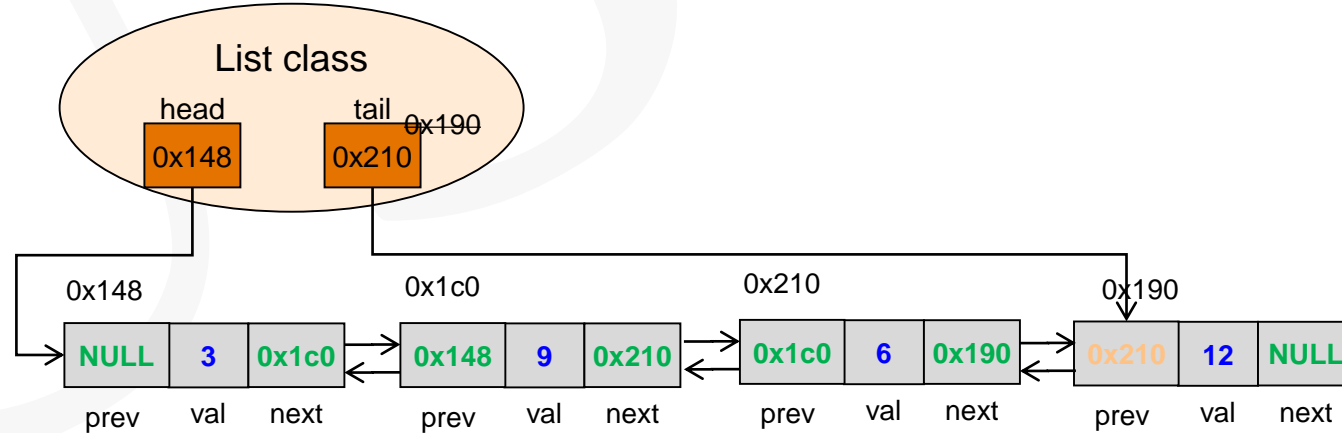 List class
head tail
0x190
0x148 0x210
0x148 0x1c0 0x210 0x190
NULL 3 0x1c0 0x148 9 0x210 0x1c0 6 0x190 0x210 12 NULL
prev val next prev val next prev val next prev val next